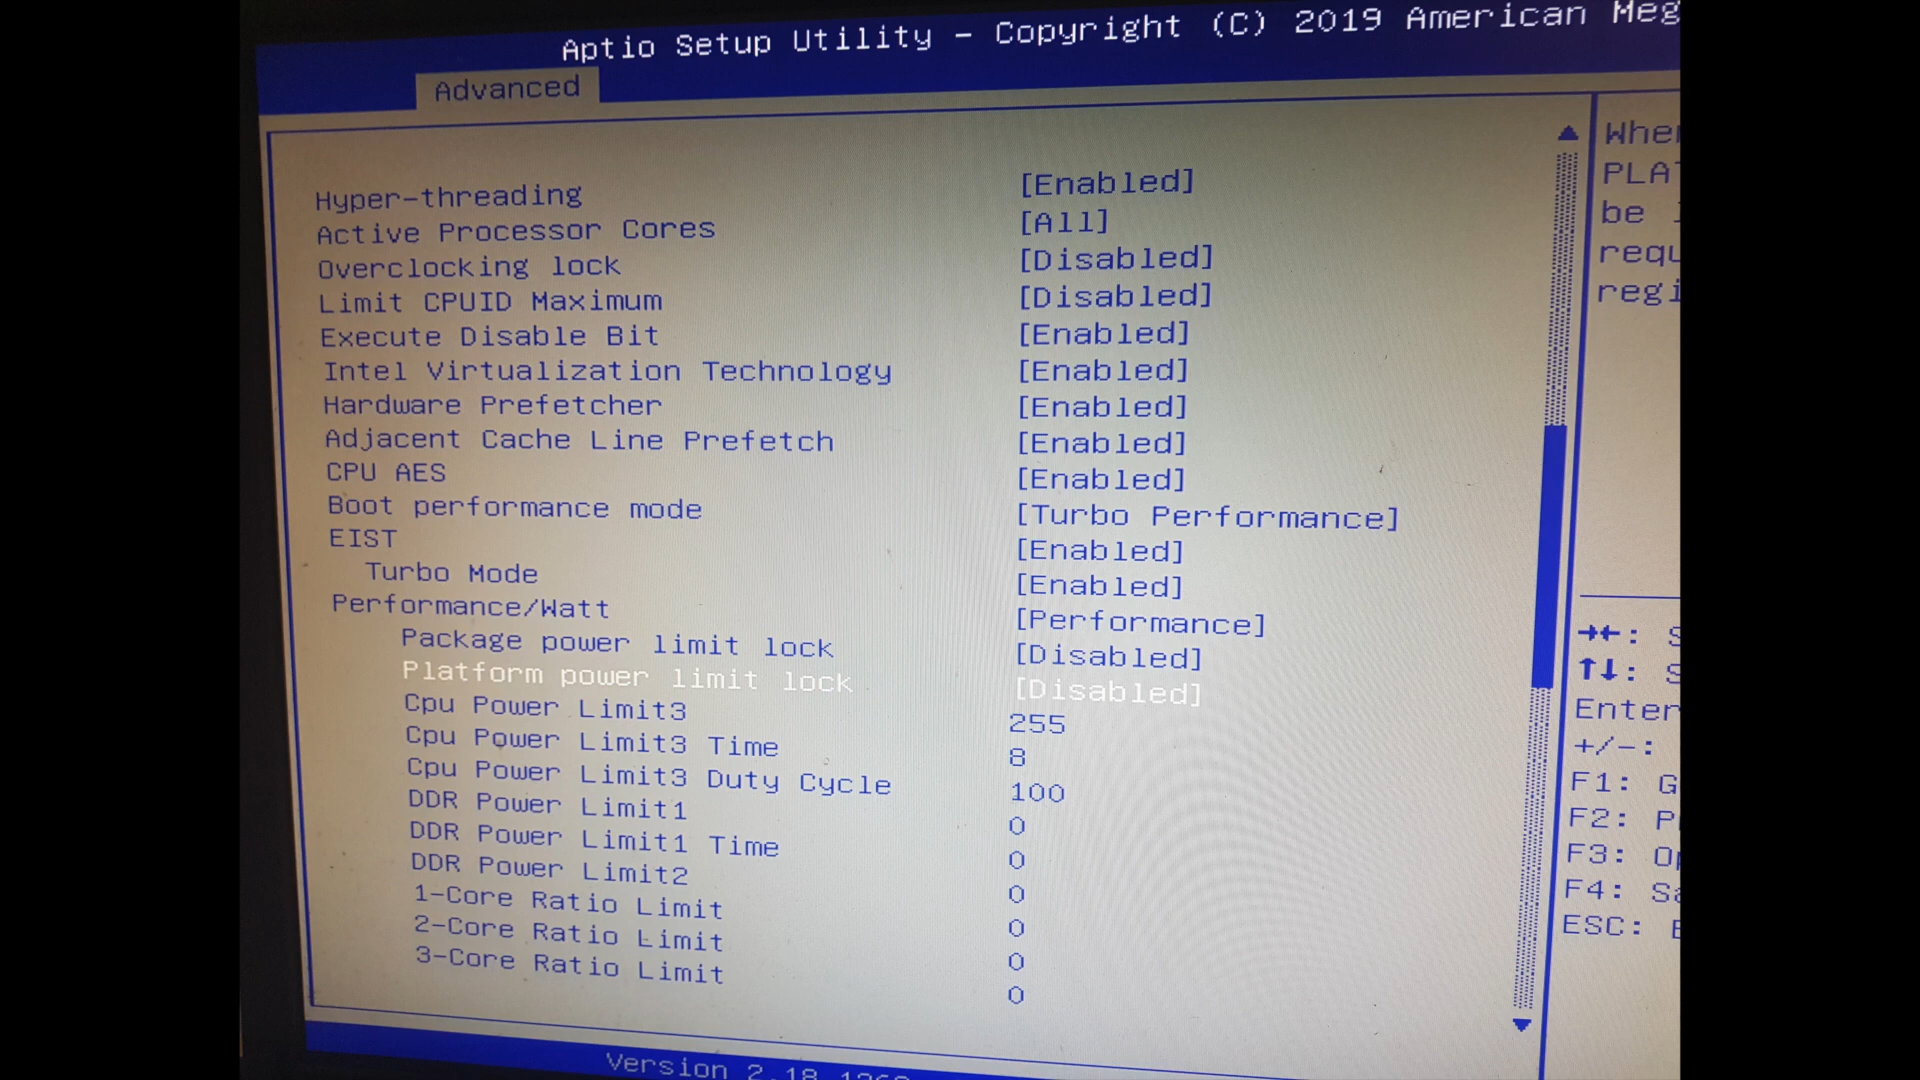 Aptio Setup Utility – Copyright (C) 2019 American
Advanced
Hyper-threading [Enabled]
Active Processor Cores [All]
Overclocking lock [Disabled]
Limit CPUID Maximum [Disabled]
Execute Disable Bit [Enabled]
Intel Virtualization Technology [Enabled]
Hardware Prefetcher [Enabled]
Adjacent Cache Line Prefetch [Enabled]
CPU AES [Enabled]
Boot performance mode [Turbo Performance]
EIST [Enabled]
Turbo Mode [Enabled]
Performance/Watt [Performance]
Package power limit lock [Disabled]
Platform power limit lock [Disabled]
Cpu Power Limit3 255
Cpu Power Limit3 Time 8
Cpu Power Limit3 Duty Cycle 100
DDR Power Limit1 0
DDR Power Limit1 Time 0
DDR Power Limit2 0
1-Core Ratio Limit 0
2-Core Ratio Limit 0
3-Core Ratio Limit 0
be
→←:
↑↓:
Enter
+/-:
F1:
F2:
F3:
F4:
ESC:
Version 2.18